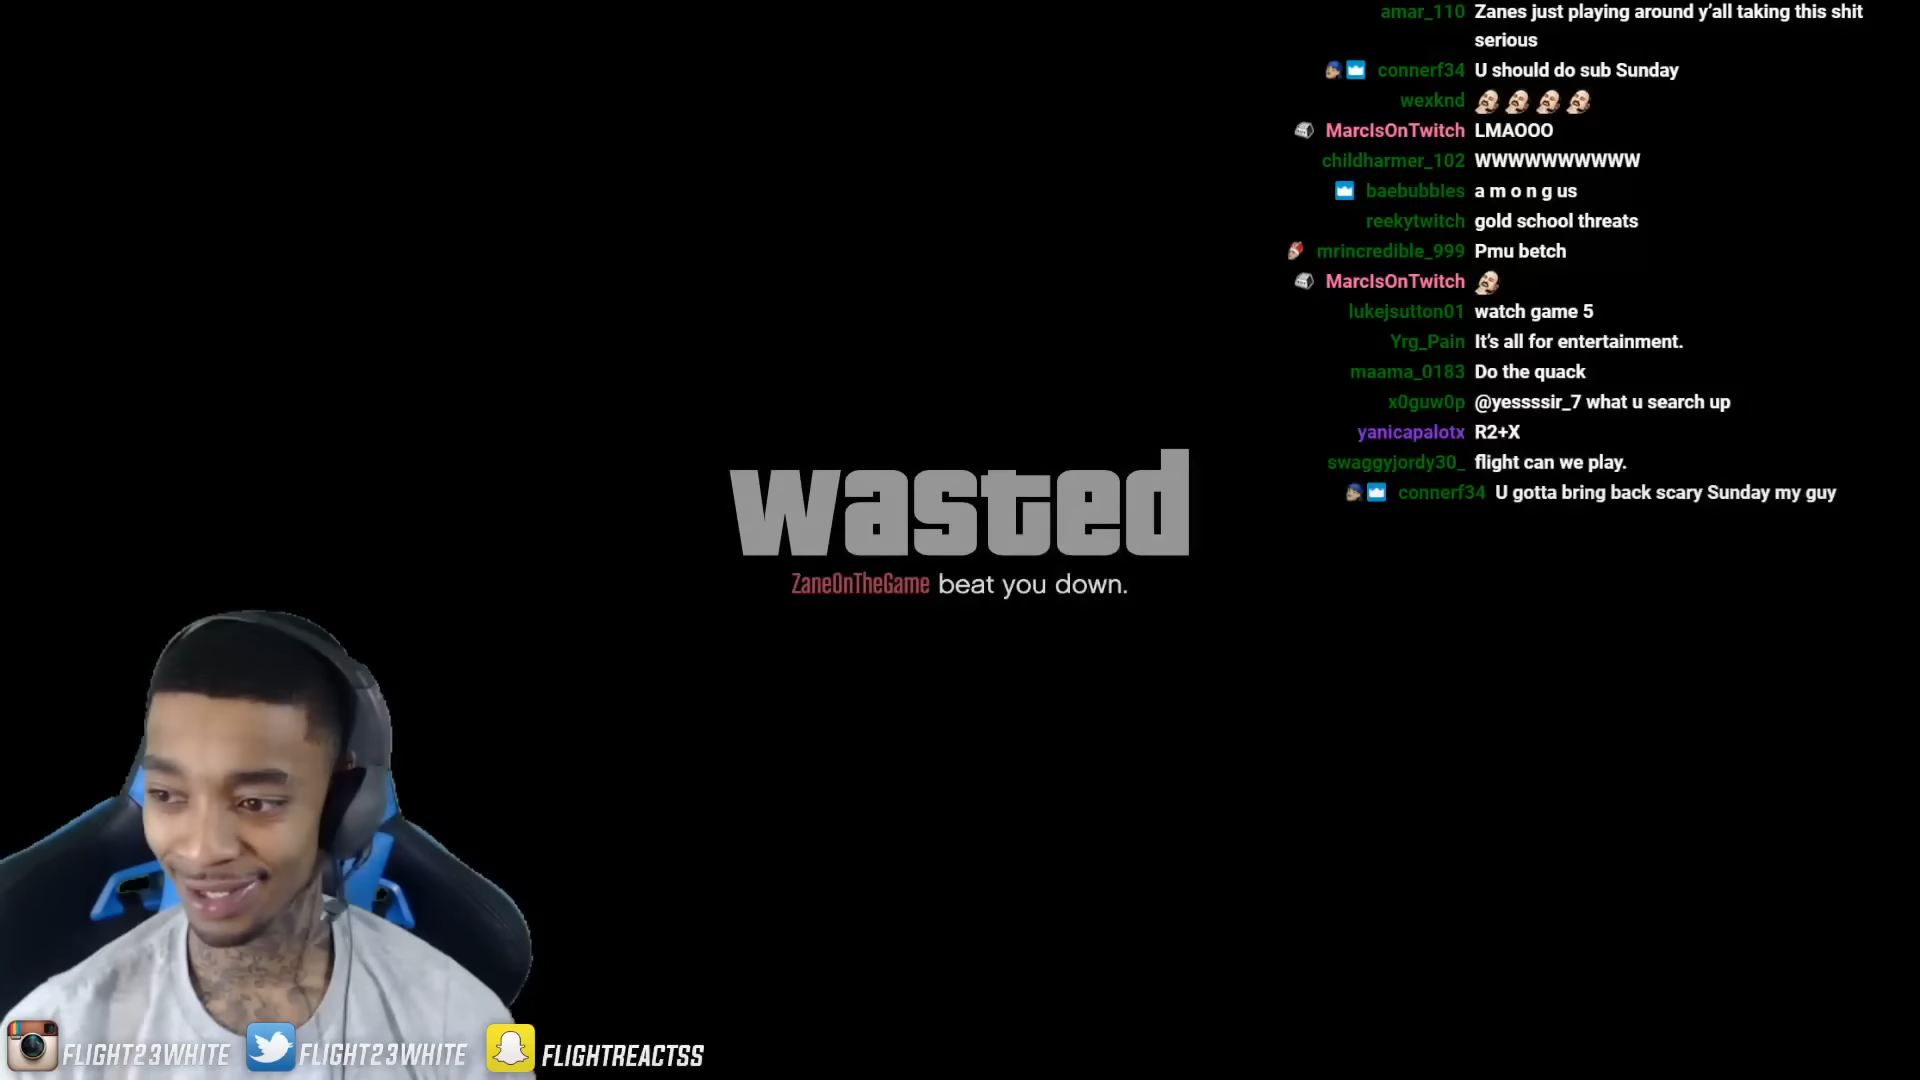 amar_110 Zanes just playing around y'all taking this shit
serious
connerf34 U should do sub Sunday
wexknd
MarcIsOnTwitch LMAOOO
childharmer_102 WWWWWWWWWW
baebubbles a m o n g us
reekytwitch gold school threats
mrincredible_999 Pmu betch
MarcIsOnTwitch
lukejsutton01 watch game 5
Yrg_Pain It's all for entertainment.
maama_0183 Do the quack
x0guw0p @yessssir_7 what u search up
yanicapalotx R2+X
swaggyjordy30_ flight can we play.
connerf34 U gotta bring back scary Sunday my guy
wasted
ZaneOnTheGame beat you down.
FLIGHT23WHITE FLIGHT23WHITE FLIGHTREACTSS